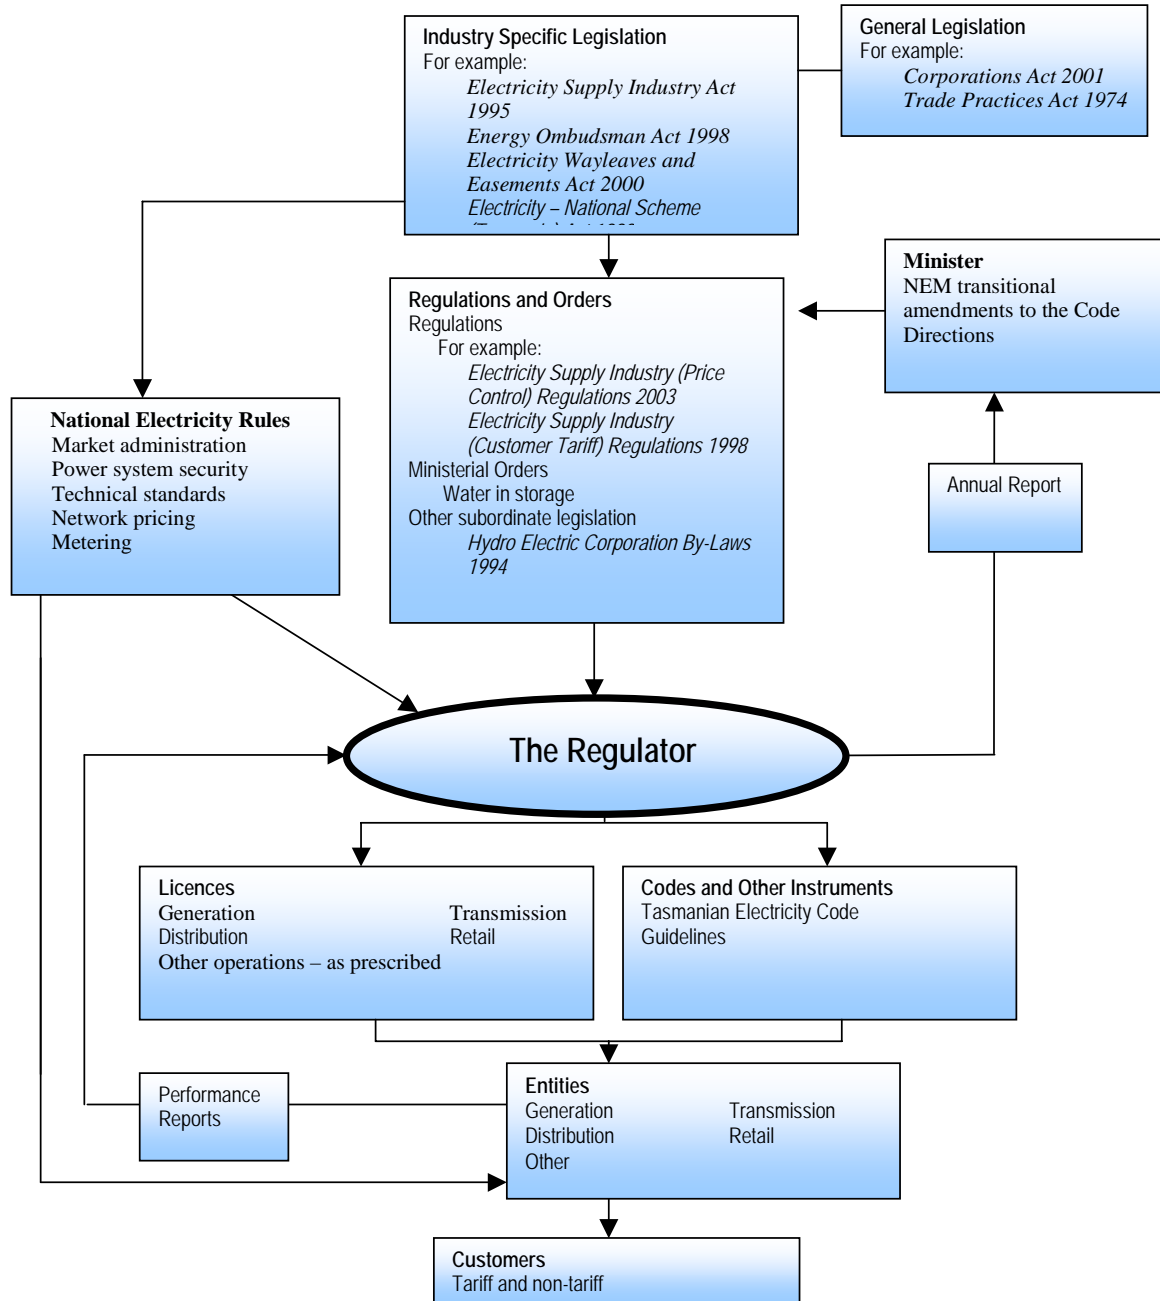 Industry Specific Legislation
For example:
Electricity Supply Industry Act
1995
Energy Ombudsman Act 1998
Electricity Wayleaves and
Easements Act 2000
Electricity – National Scheme
General Legislation
For example:
Corporations Act 2001
Trade Practices Act 1974
Minister
NEM transitional
amendments to the Code
Directions
Regulations and Orders
Regulations
For example:
Electricity Supply Industry (Price
Control) Regulations 2003
Electricity Supply Industry
(Customer Tariff) Regulations 1998
Ministerial Orders
Water in storage
Other subordinate legislation
Hydro Electric Corporation By-Laws
1994
National Electricity Rules
Market administration
Power system security
Technical standards
Network pricing
Metering
Annual Report
The Regulator
Licences
Generation Transmission
Distribution Retail
Other operations – as prescribed
Codes and Other Instruments
Tasmanian Electricity Code
Guidelines
Performance
Reports
Entities
Generation Transmission
Distribution Retail
Other
Customers
Tariff and non-tariff